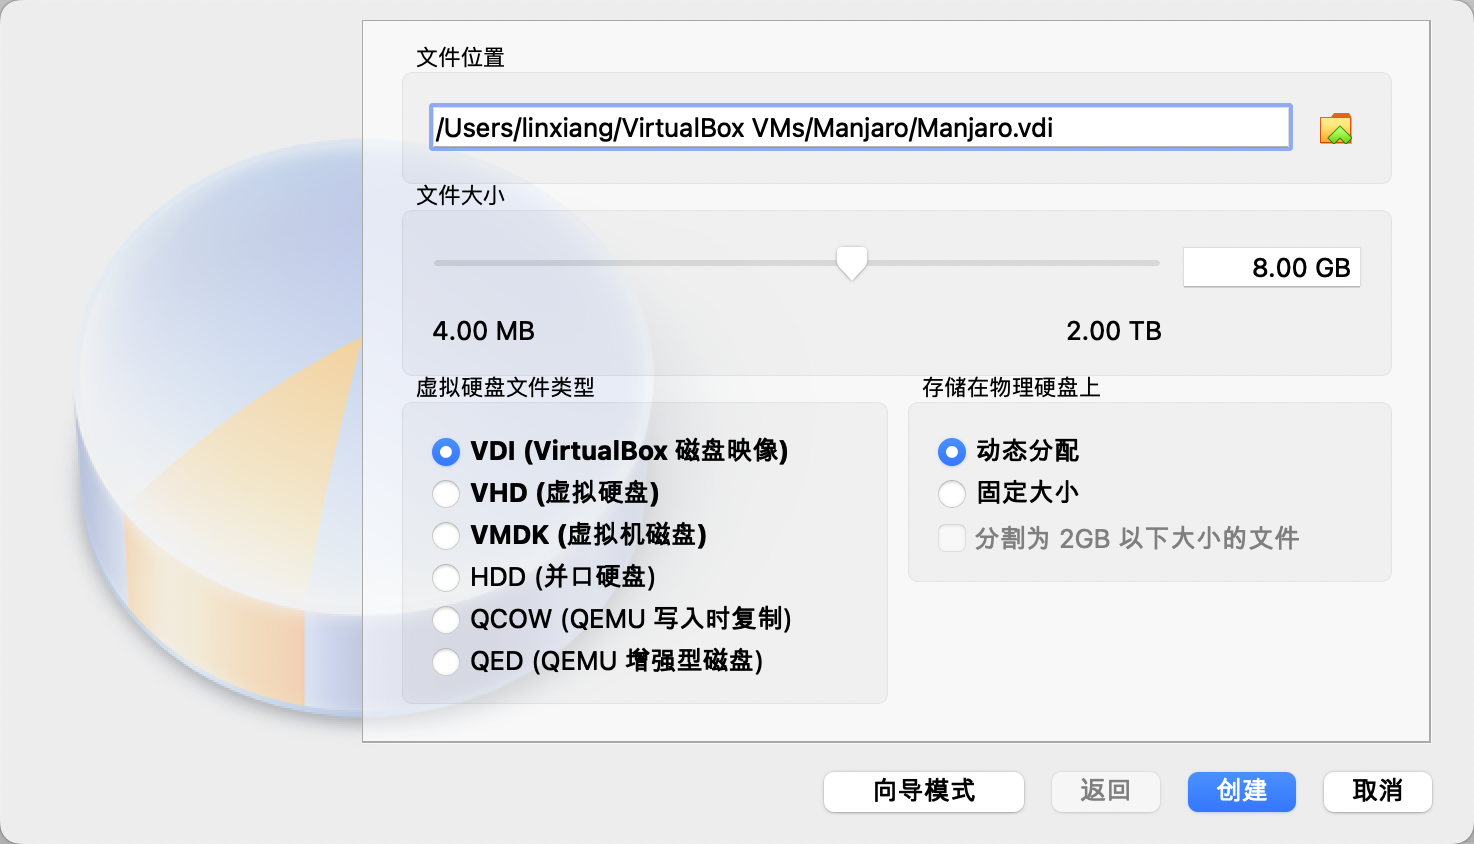 文件位置
/Users/linxiang/VirtualBox VMs/Manjaro/Manjaro.vdi
文件大小
8.00 GB
4.00 MB
2.00 TB
虚拟硬盘文件类型
VDI (VirtualBox 磁盘映像)
VHD (虚拟硬盘)
VMDK (虚拟机磁盘)
HDD (并口硬盘)
QCOW (QEMU 写入时复制)
QED (QEMU 增强型磁盘)
存储在物理硬盘上
动态分配
固定大小
分割为 2GB 以下大小的文件
向导模式
返回
创建
取消